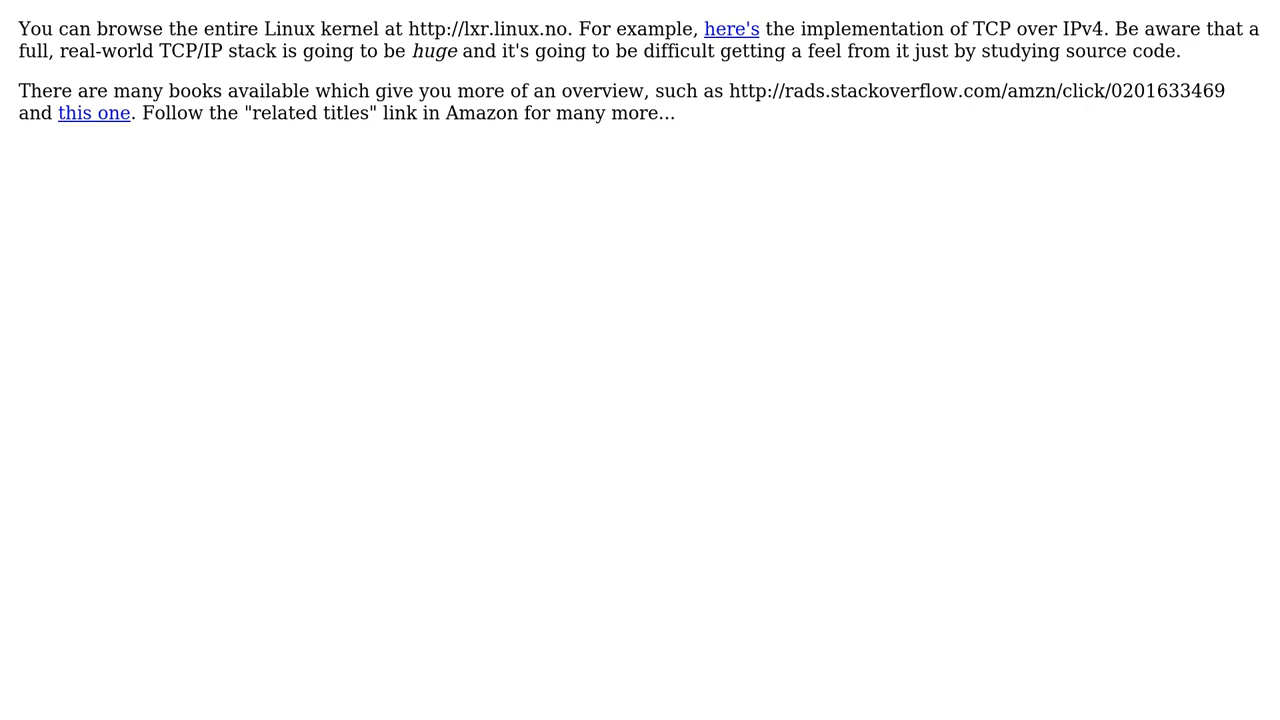 You can browse the entire Linux kernel at http://lxr.linux.no. For example, here's the implementation of TCP over IPv4. Be aware that a
full, real-world TCP/IP stack is going to be huge and it's going to be difficult getting a feel from it just by studying source code.
There are many books available which give you more of an overview, such as http://rads.stackoverflow.com/amzn/click/0201633469
and this one. Follow the "related titles" link in Amazon for many more...